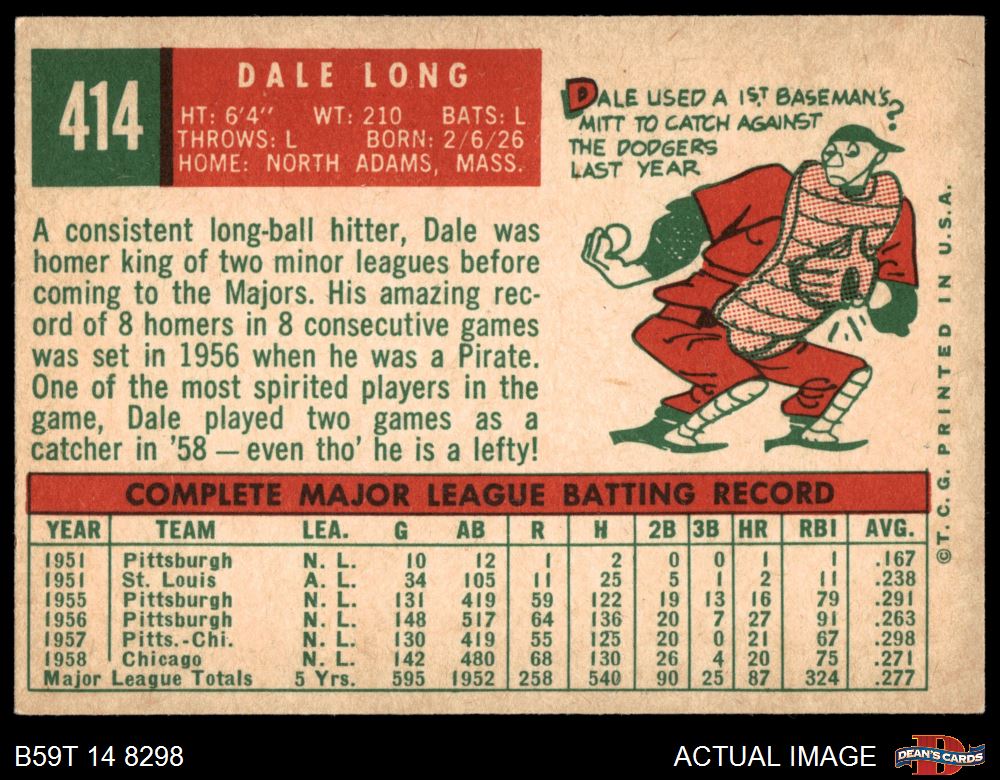 414
DALE LONG
HT: 6'4" WT: 210 BATS: L
THROWS: L BORN: 2/6/26
HOME: NORTH ADAMS, MASS.
DALE USED A 1ST BASEMAN'S
MITT TO CATCH AGAINST
THE DODGERS
LAST YEAR
?
A consistent long-ball hitter, Dale was
homer king of two minor leagues before
coming to the Majors. His amazing rec-
ord of 8 homers in 8 consecutive games
was set in 1956 when he was a Pirate.
One of the most spirited players in the
game, Dale played two games as a
catcher in '58 — even tho' he is a lefty!
©T. C. G. PRINTED IN U.S.A.
COMPLETE MAJOR LEAGUE BATTING RECORD
YEAR TEAM LEA. G AB R H 2B 3B HR RBI AVG.
1951 Pittsburgh N. L. 10 12 1 2 0 0 1 1 .167
1951 St. Louis A. L. 34 105 11 25 5 1 2 11 .238
1955 Pittsburgh N. L. 131 419 59 122 19 13 16 79 .291
1956 Pittsburgh N. L. 148 517 64 136 20 7 27 91 .263
1957 Pitts.-Chi. N. L. 130 419 55 125 20 0 21 67 .298
1958 Chicago N. L. 142 480 68 130 26 4 20 75 .271
Major League Totals 5 Yrs. 595 1952 258 540 90 25 87 324 .277
B59T 14 8298
ACTUAL IMAGE
DEAN'S CARDS